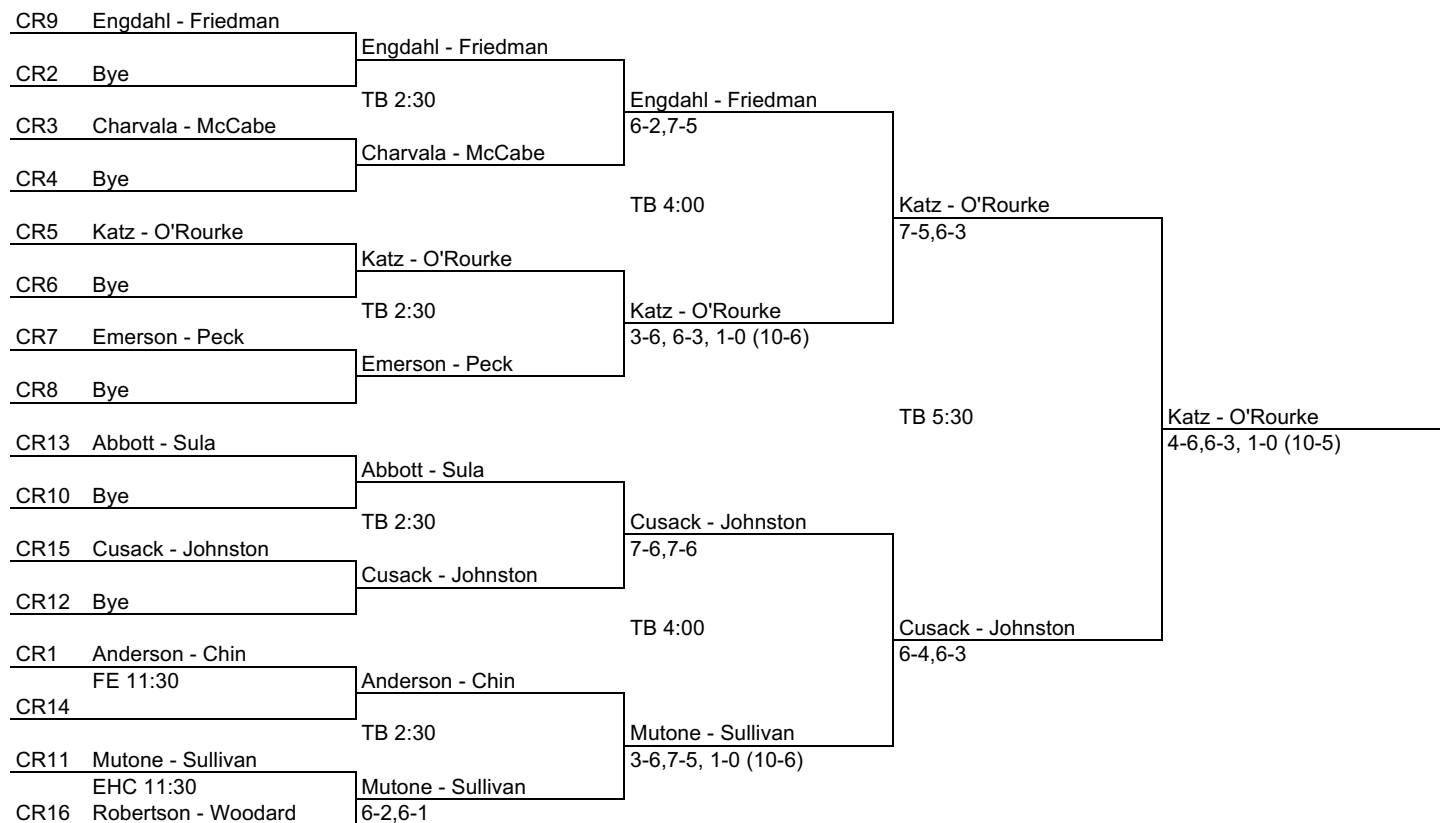 CR9 Engdahl - Friedman
Engdahl - Friedman
CR2 Bye
TB 2:30
Engdahl - Friedman
CR3 Charvala - McCabe
6-2,7-5
Charvala - McCabe
CR4 Bye
TB 4:00
Katz - O'Rourke
CR5 Katz - O'Rourke
7-5,6-3
Katz - O'Rourke
CR6 Bye
TB 2:30
Katz - O'Rourke
CR7 Emerson - Peck
3-6, 6-3, 1-0 (10-6)
Emerson - Peck
CR8 Bye
TB 5:30
Katz - O'Rourke
CR13 Abbott - Sula
4-6,6-3, 1-0 (10-5)
Abbott - Sula
CR10 Bye
TB 2:30
Cusack - Johnston
CR15 Cusack - Johnston
7-6,7-6
Cusack - Johnston
CR12 Bye
TB 4:00
Cusack - Johnston
CR1 Anderson - Chin
6-4,6-3
FE 11:30
Anderson - Chin
CR14
TB 2:30
Mutone - Sullivan
CR11 Mutone - Sullivan
3-6,7-5, 1-0 (10-6)
EHC 11:30
Mutone - Sullivan
CR16 Robertson - Woodard
6-2,6-1